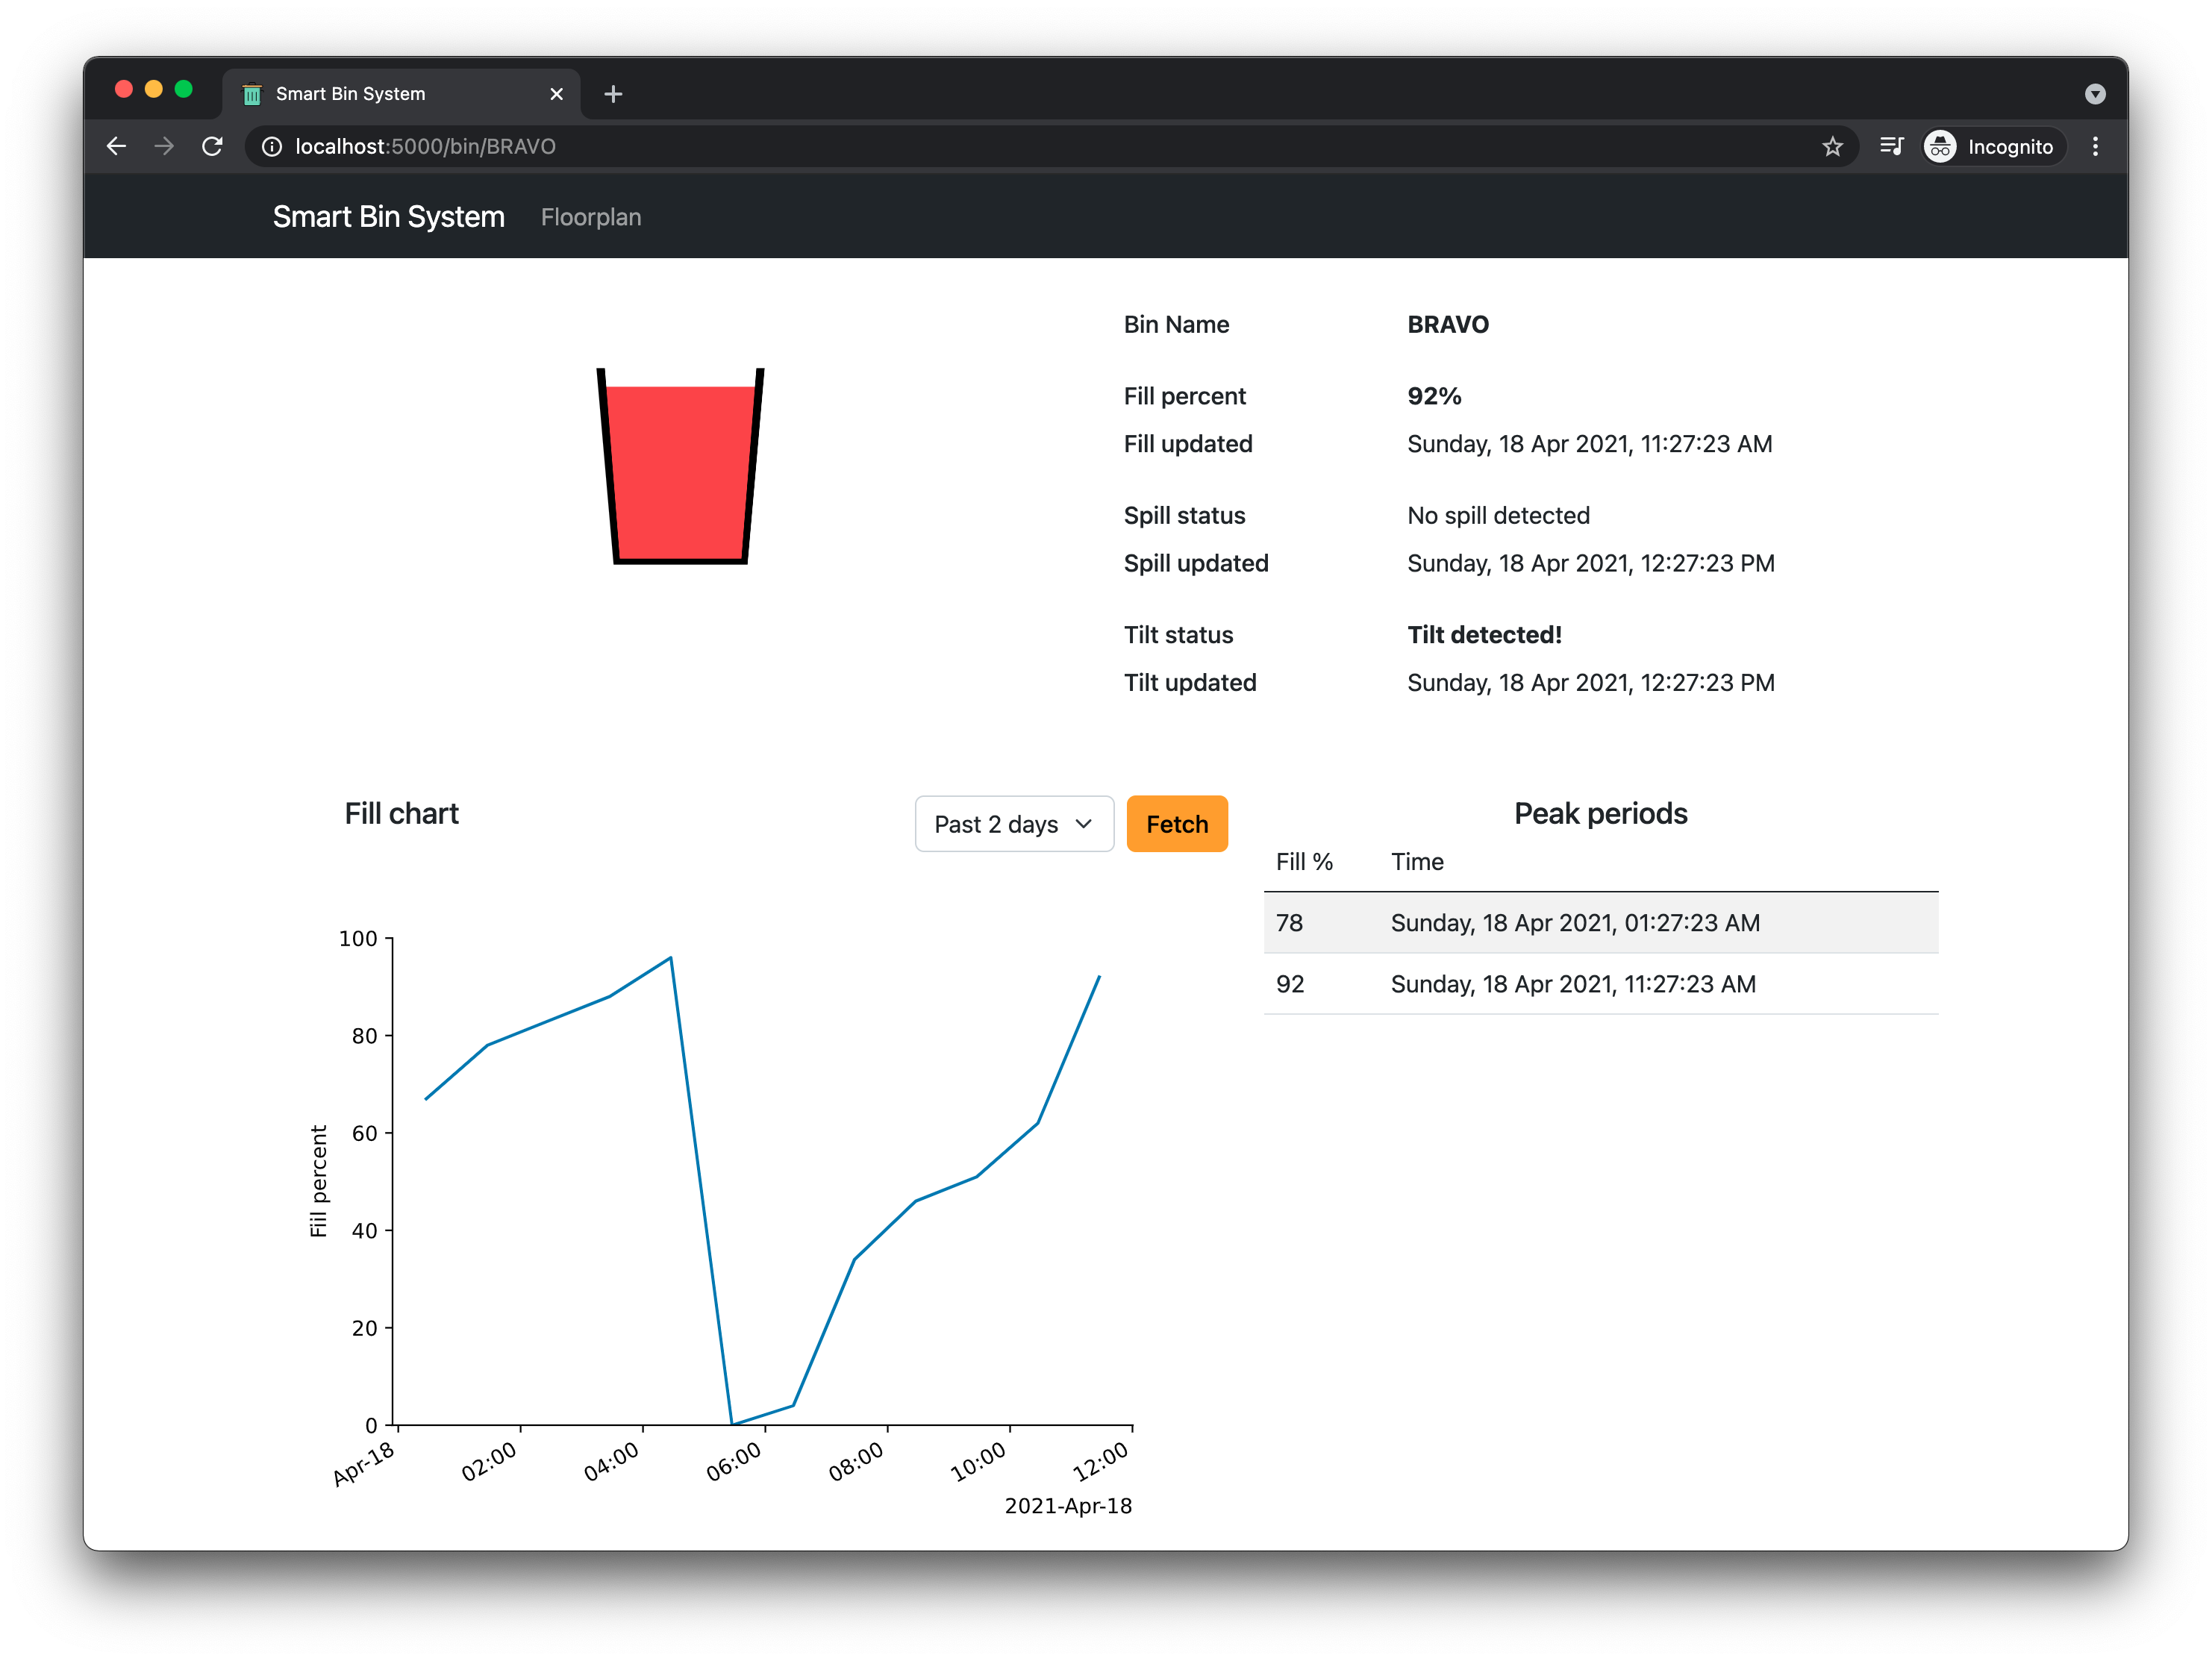 Smart Bin System
localhost:5000/bin/BRAVO
Incognito
Smart Bin System Floorplan
Bin Name BRAVO
Fill percent 92%
Fill updated Sunday, 18 Apr 2021, 11:27:23 AM
Spill status No spill detected
Spill updated Sunday, 18 Apr 2021, 12:27:23 PM
Tilt status Tilt detected!
Tilt updated Sunday, 18 Apr 2021, 12:27:23 PM
Fill chart
Past 2 days
Fetch
100
80
60
40
20
0
Fill percent
Apr-18 02:00 04:00 06:00 08:00 10:00 12:00
2021-Apr-18
Peak periods
Fill % Time
78 Sunday, 18 Apr 2021, 01:27:23 AM
92 Sunday, 18 Apr 2021, 11:27:23 AM